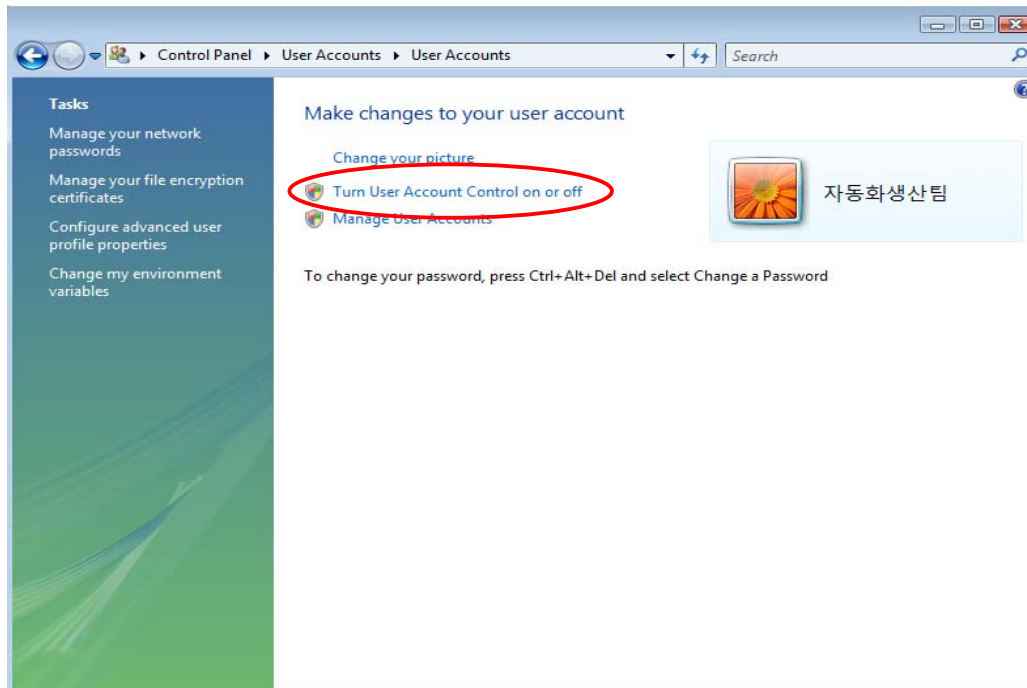 Control Panel User Accounts User Accounts Search
Tasks
Manage your network
passwords
Manage your file encryption
certificates
Configure advanced user
profile properties
Change my environment
variables
Make changes to your user account
Change your picture
Turn User Account Control on or off
Manage User Accounts
자동화생산팀
To change your password, press Ctrl+Alt+Del and select Change a Password